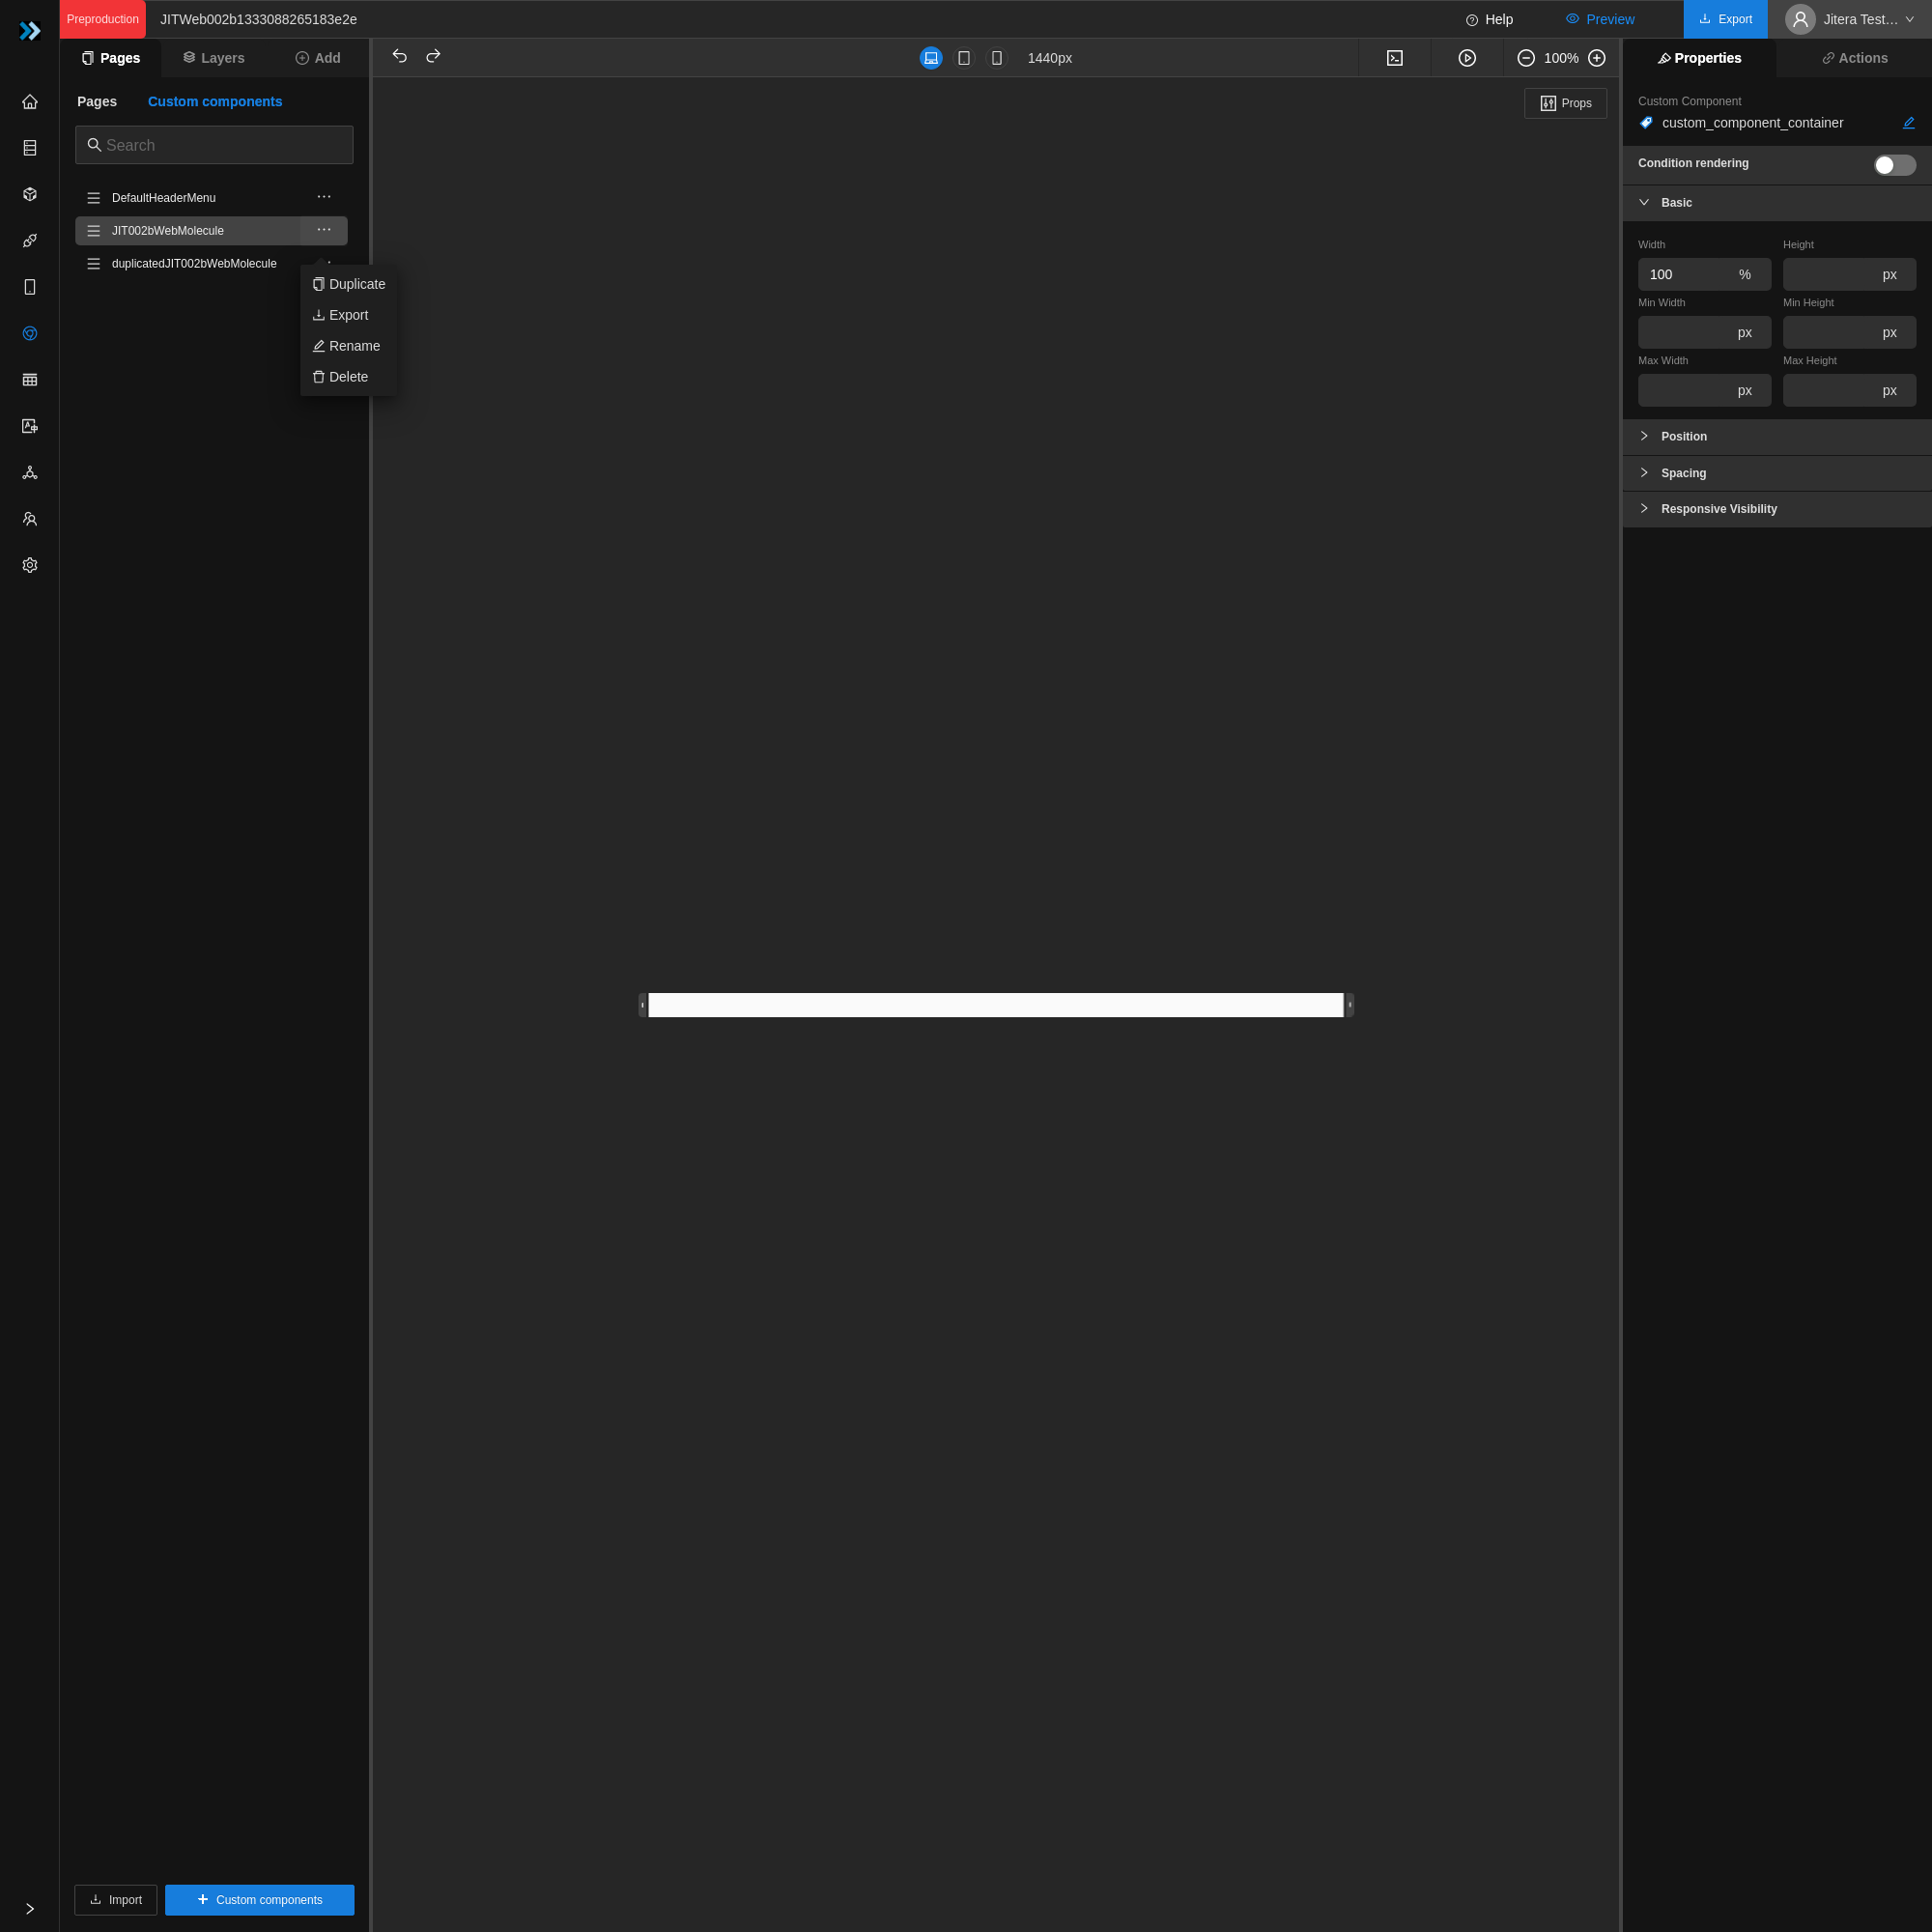 Preproduction
JITWeb002b1333088265183e2e
Help
Preview
Export
Jitera Test...
Pages
Layers
Add
1440px
100%
Properties
Actions
Pages
Custom components
Search
DefaultHeaderMenu
JIT002bWebMolecule
duplicatedJIT002bWebMolecule
Duplicate
Export
Rename
Delete
Props
Custom Component
custom_component_container
Condition rendering
Basic
Width
Height
100 %
px
Min Width
Min Height
px
px
Max Width
Max Height
px
px
Position
Spacing
Responsive Visibility
Import
Custom components